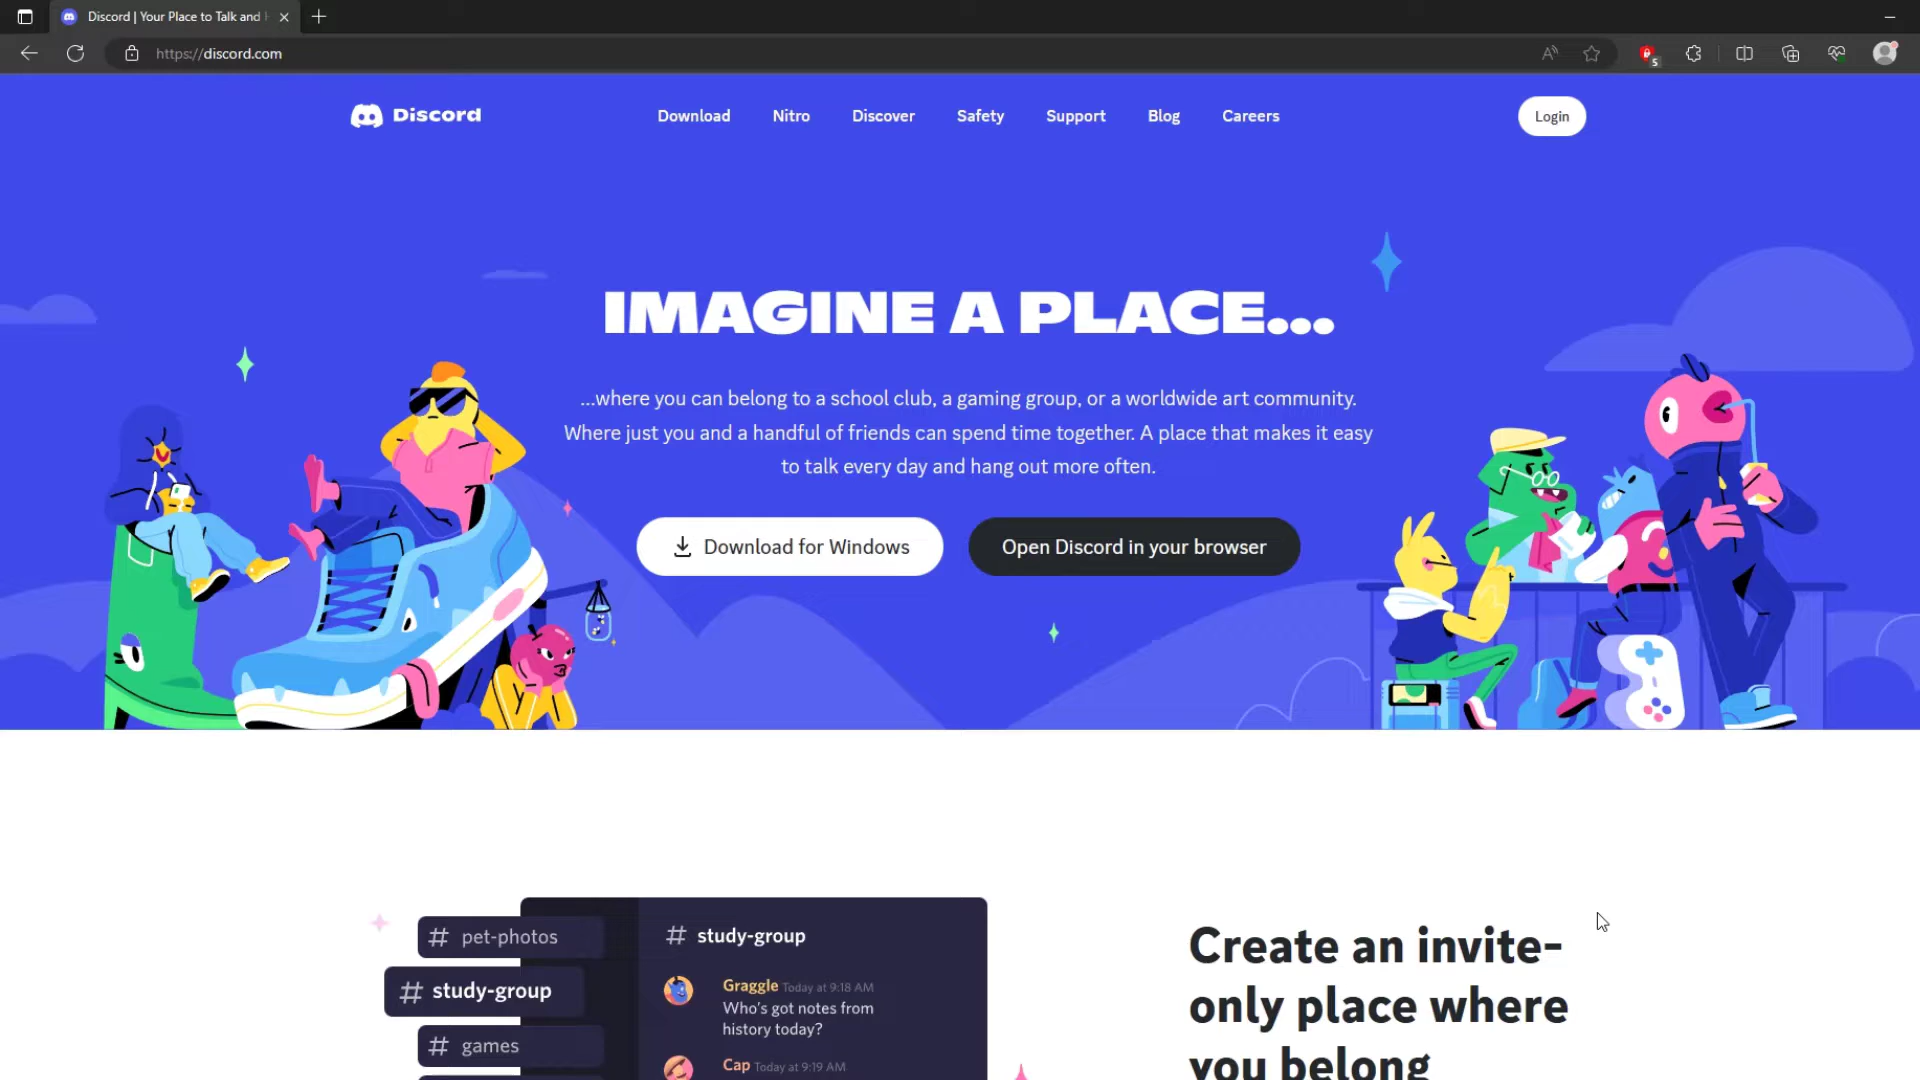 Discord | Your Place to Talk and
https://discord.com
5
Discord
Download
Nitro
Discover
Safety
Support
Blog
Careers
Login
IMAGINE A PLACE...
...where you can belong to a school club, a gaming group, or a worldwide art community.
Where just you and a handful of friends can spend time together. A place that makes it easy
to talk every day and hang out more often.
Download for Windows
Open Discord in your browser
# pet-photos
# study-group
# games
# study-group
Graggle Today at 9:18 AM
Who's got notes from
history today?
Cap Today at 9:19 AM
Create an invite-
only place where
you belong